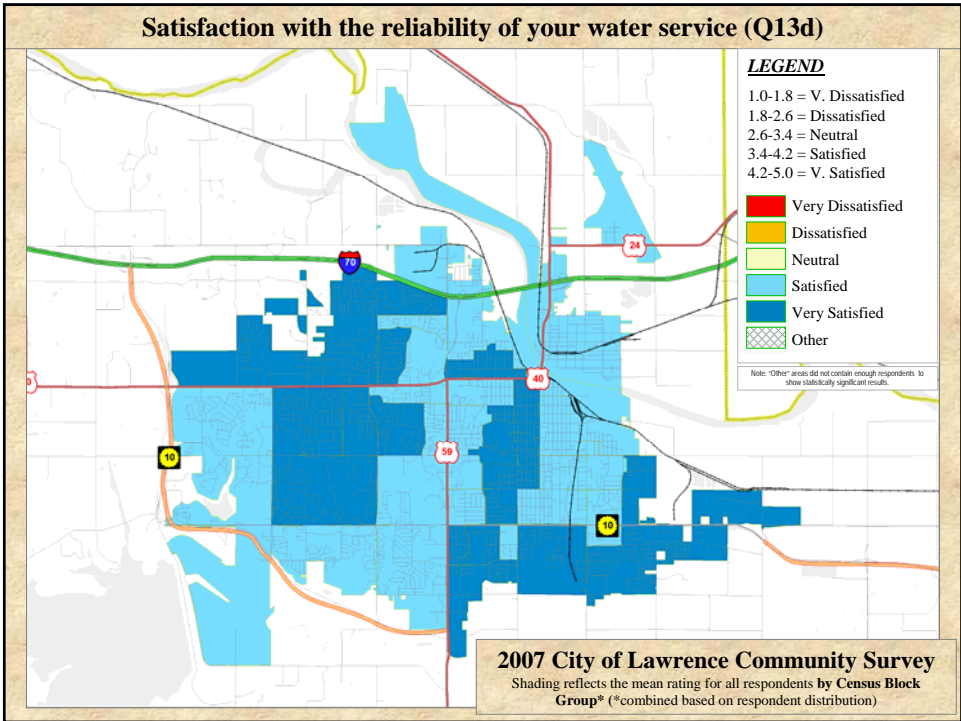 Satisfaction with the reliability of your water service (Q13d)
LEGEND
1.0-1.8 = V. Dissatisfied
1.8-2.6 = Dissatisfied
2.6-3.4 = Neutral
3.4-4.2 = Satisfied
4.2-5.0 = V. Satisfied
Very Dissatisfied
Dissatisfied
Neutral
Satisfied
Very Satisfied
Other
Note: "Other" areas did not contain enough respondents to
show statistically significant results.
24
70
40
0
59
10
10
2007 City of Lawrence Community Survey
Shading reflects the mean rating for all respondents by Census Block
Group* (*combined based on respondent distribution)